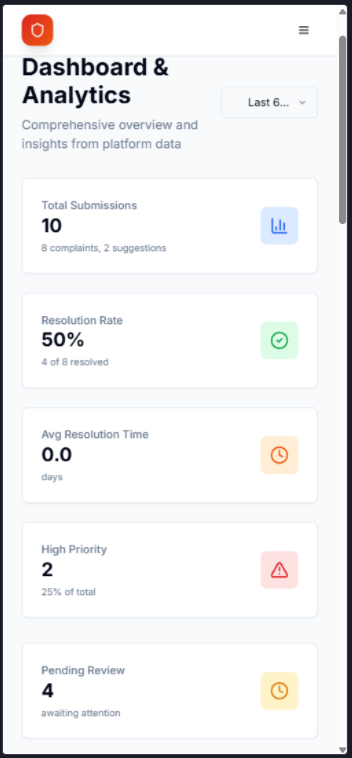 Dashboard &
Analytics
Last 6...
Comprehensive overview and
insights from platform data
Total Submissions
10
8 complaints, 2 suggestions
Resolution Rate
50%
4 of 8 resolved
Avg Resolution Time
0.0
days
High Priority
2
25% of total
Pending Review
4
awaiting attention